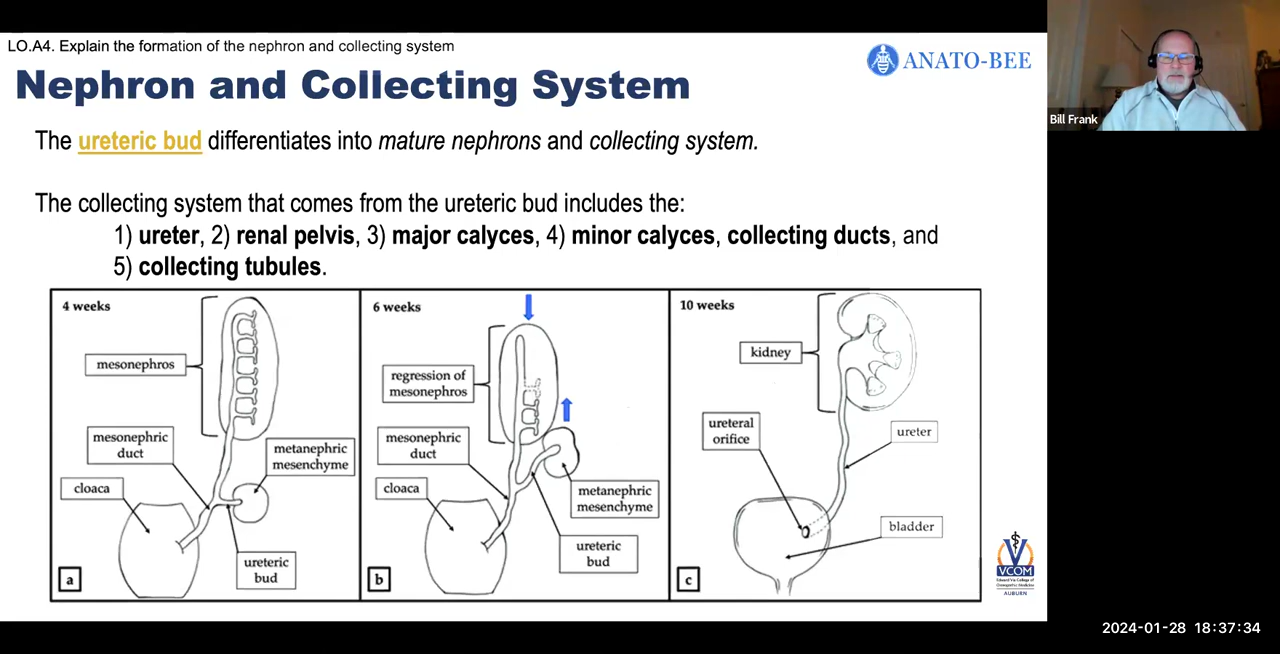 LO.A4. Explain the formation of the nephron and collecting system
Nephron and Collecting System
ANATO-BEE
Bill Frank
The ureteric bud differentiates into mature nephrons and collecting system.
The collecting system that comes from the ureteric bud includes the:
1) ureter, 2) renal pelvis, 3) major calyces, 4) minor calyces, collecting ducts, and
5) collecting tubules.
4 weeks
mesonephros
mesonephric
duct
metanephric
mesenchyme
cloaca
ureteric
bud
a
6 weeks
regression of
mesonephros
mesonephric
duct
cloaca
metanephric
mesenchyme
ureteric
bud
b
10 weeks
kidney
ureteral
orifice
ureter
bladder
c
VCOM
Edward Via College of
Osteopathic Medicine
AUBURN
2024-01-28 18:37:34